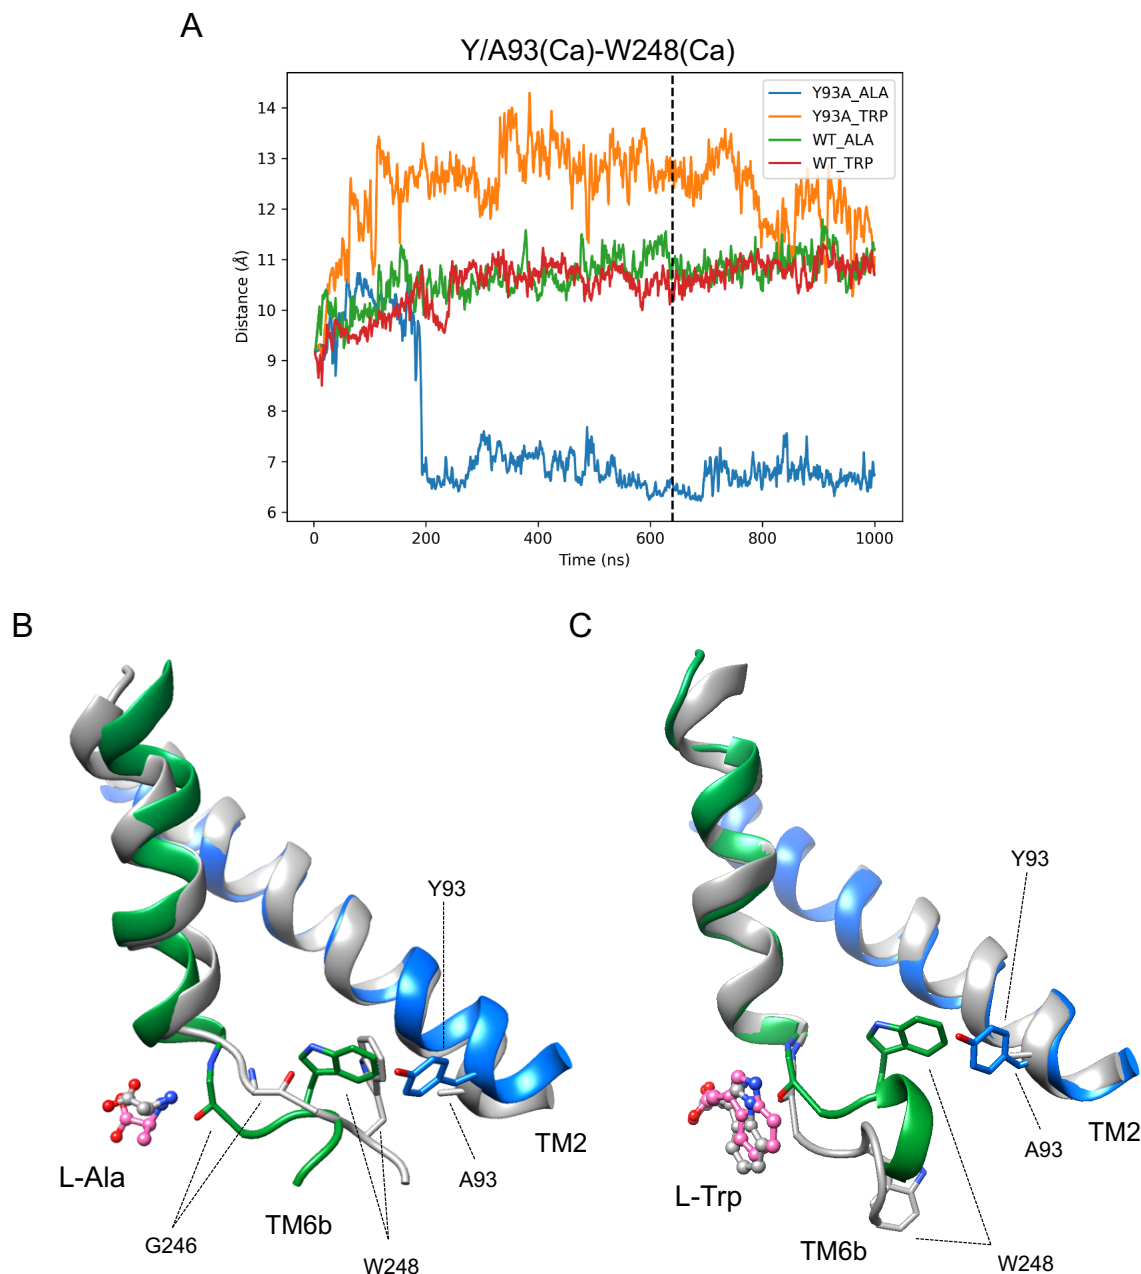 A
Y/A93(Ca)-W248(Ca)
Y93A_ALA
Y93A_TRP
WT_ALA
WT_TRP
14
13
12
11
10
9
8
7
6
Distance (Å)
0 200 400 600 800 1000
Time (ns)
B
Y93
TM2
A93
L-Ala
TM6b
G246
W248
C
Y93
TM2
A93
L-Trp
TM6b
W248